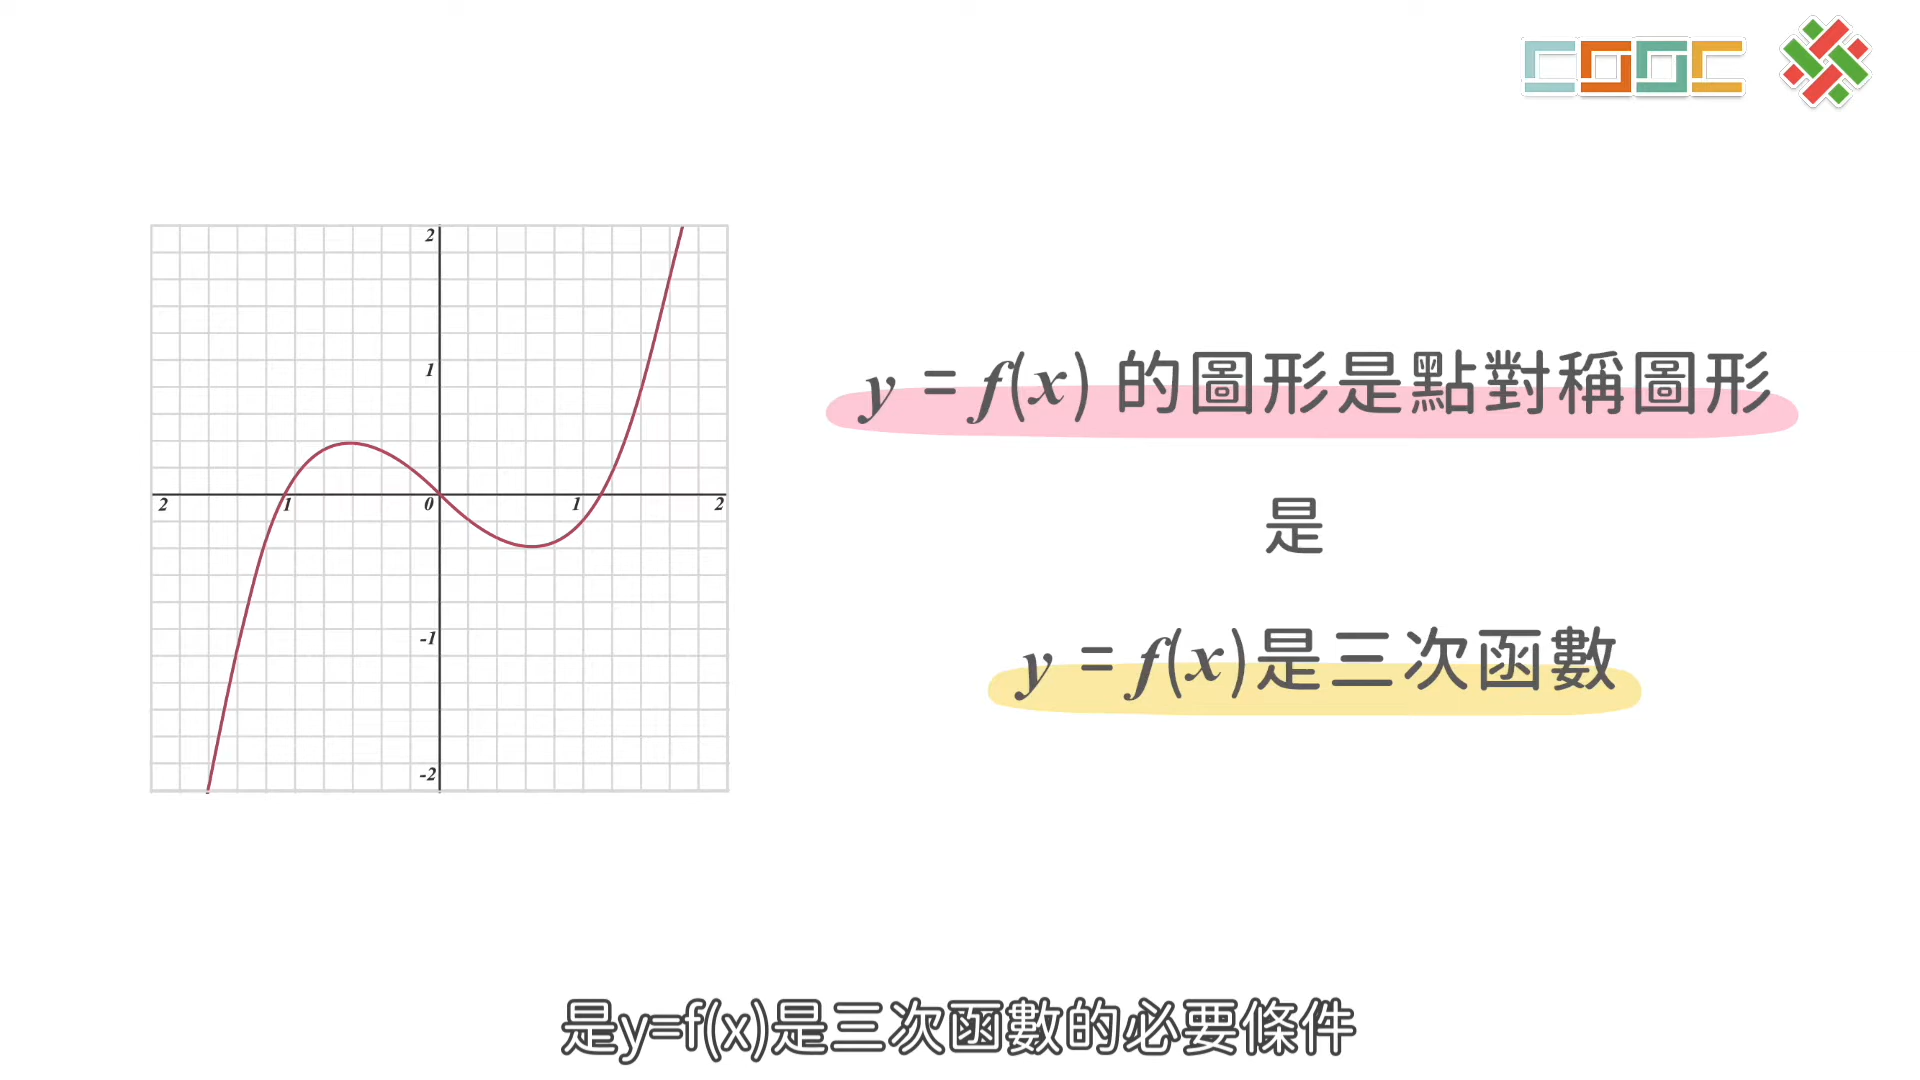 COOC
2
1
2
1
0
1
2
-1
-2
y = f(x) 的圖形是點對稱圖形
是
y = f(x)是三次函數
是y=f(x)是三次函數的必要條件